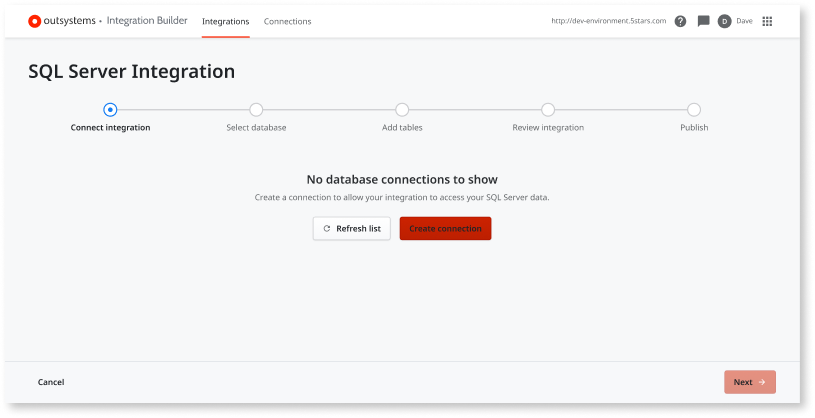 outsystems • Integration Builder Integrations Connections http://dev-environment.5stars.com ? D Dave
SQL Server Integration
Connect integration Select database Add tables Review integration Publish
No database connections to show
Create a connection to allow your integration to access your SQL Server data.
Refresh list Create connection
Cancel Next